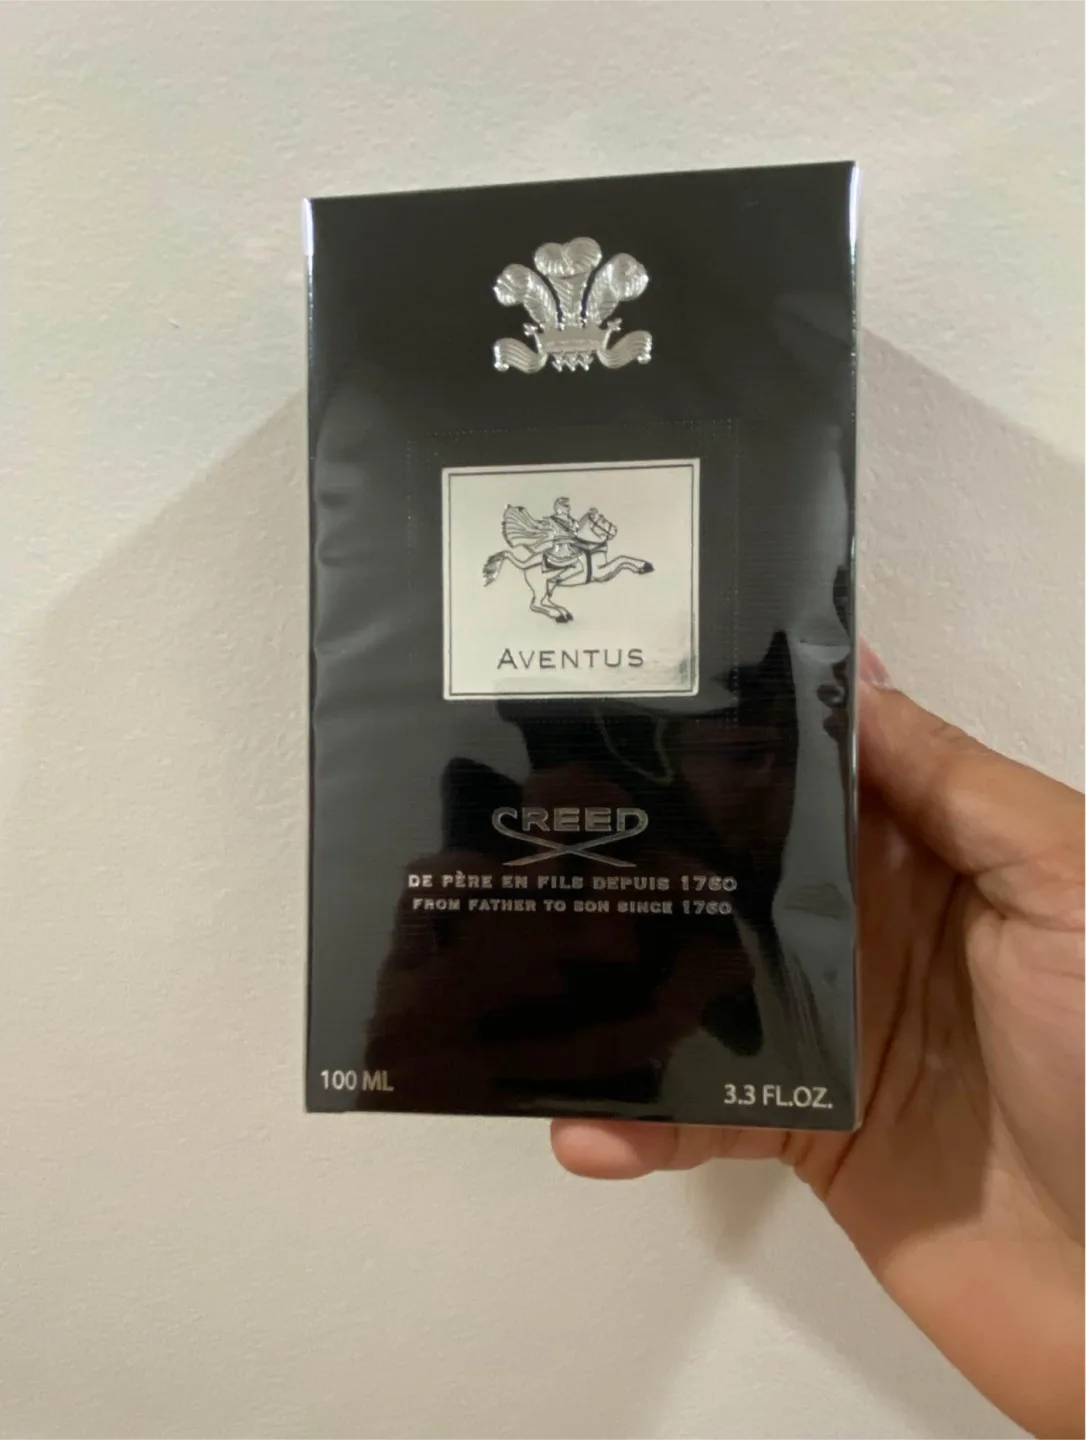 AVENTUS
CREED
DE PÈRE EN FILS DEPUIS 1760
FROM FATHER TO SON SINCE 1760
100 ML
3.3 FL.OZ.